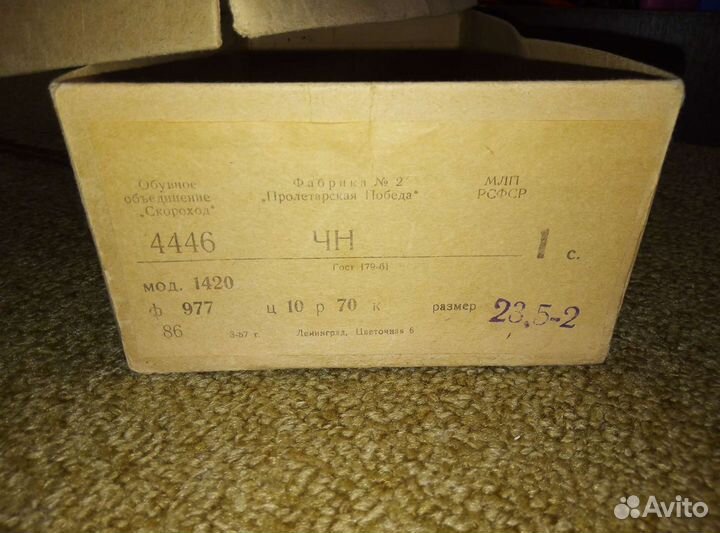 Обувное объединение „Скороход"
Фабрика № 2 „Пролетарская Победа"
МЛП РСФСР
4446 ЧН 1 с.
Гост 179-61
мод. 1420
ф 977 ц 10 р 70 к размер 23,5-2
86 3-67 г. Ленинград, Цветочная 6
Avito